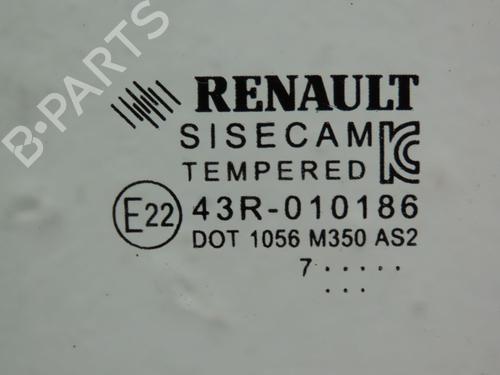 B-PARTS
RENAULT
SISECAM
TEMPERED
E22 43R-010186
DOT 1056 M350 AS2
7 .....
...